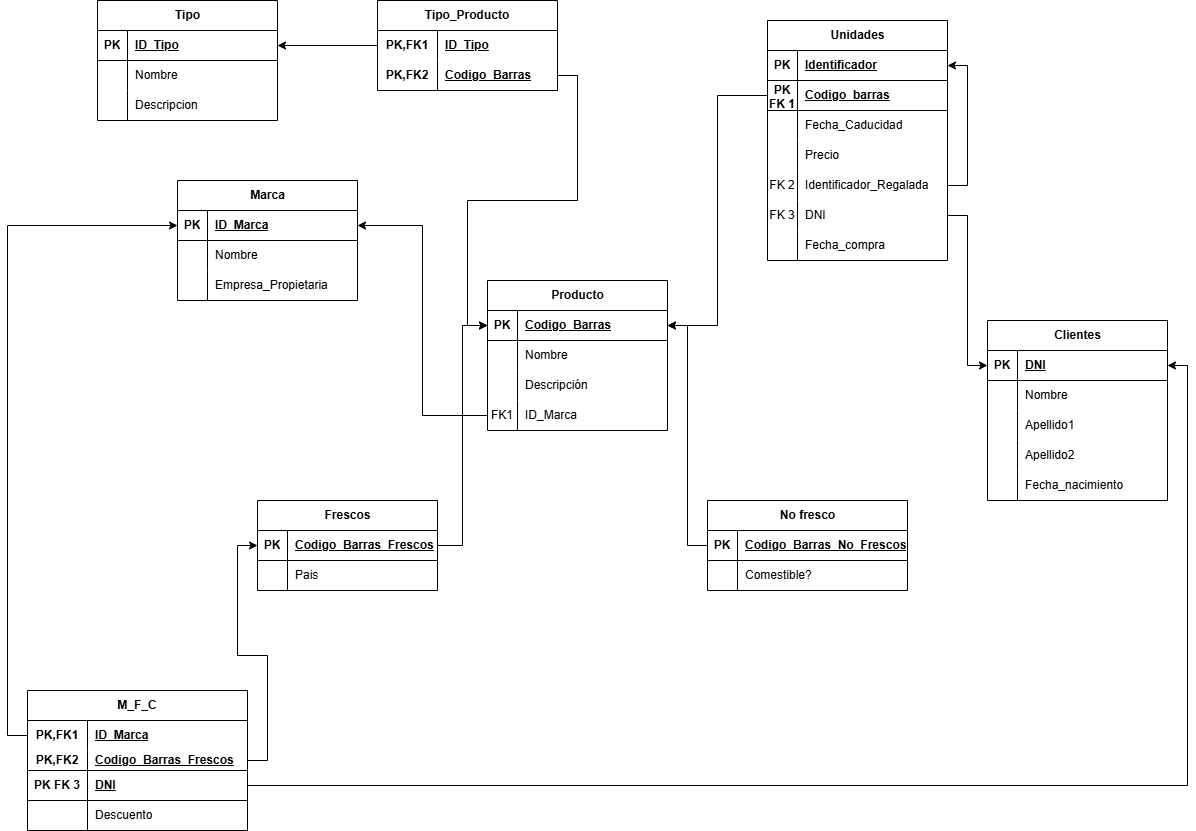 Tipo
PK ID_Tipo
Nombre
Descripcion
Tipo_Producto
PK,FK1 ID_Tipo
PK,FK2 Codigo_Barras
Unidades
PK Identificador
PK
FK 1 Codigo_barras
Fecha_Caducidad
Precio
FK 2 Identificador_Regalada
FK 3 DNI
Fecha_compra
Marca
PK ID_Marca
Nombre
Empresa_Propietaria
Producto
PK Codigo_Barras
Nombre
Descripción
FK1 ID_Marca
Clientes
PK DNI
Nombre
Apellido1
Apellido2
Fecha_nacimiento
Frescos
PK Codigo_Barras_Frescos
Pais
No fresco
PK Codigo_Barras_No_Frescos
Comestible?
M_F_C
PK,FK1 ID_Marca
PK,FK2 Codigo_Barras_Frescos
PK FK 3 DNI
Descuento